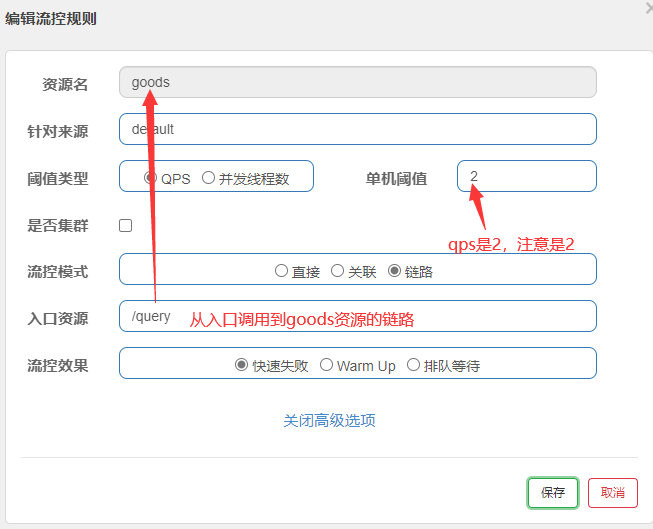 编辑流控规则
资源名 goods
针对来源 default
阈值类型 QPS 并发线程数 单机阈值 2
是否集群
qps是2，注意是2
流控模式 直接 关联 链路
入口资源 /query 从入口调用到goods资源的链路
流控效果 快速失败 Warm Up 排队等待
关闭高级选项
保存 取消